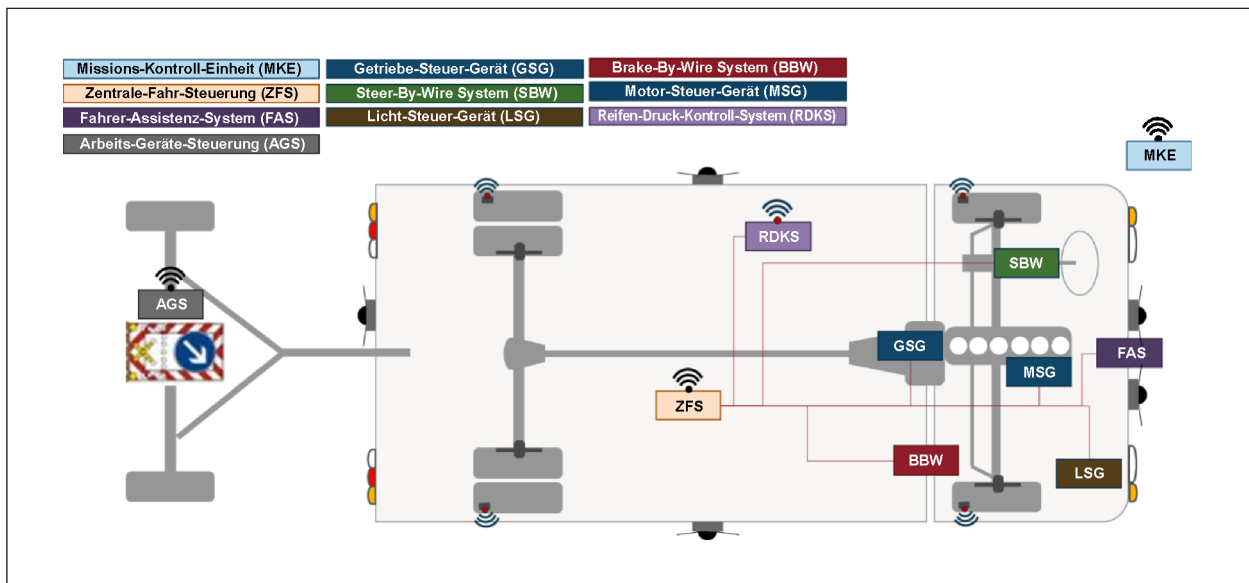 Missions-Kontroll-Einheit (MKE)
Getriebe-Steuer-Gerät (GSG)
Brake-By-Wire System (BBW)
Zentrale-Fahr-Steuerung (ZFS)
Steer-By-Wire System (SBW)
Motor-Steuer-Gerät (MSG)
Fahrer-Assistenz-System (FAS)
Licht-Steuer-Gerät (LSG)
Reifen-Druck-Kontroll-System (RDKS)
Arbeits-Geräte-Steuerung (AGS)
MKE
RDKS
SBW
AGS
GSG
FAS
MSG
ZFS
BBW
LSG